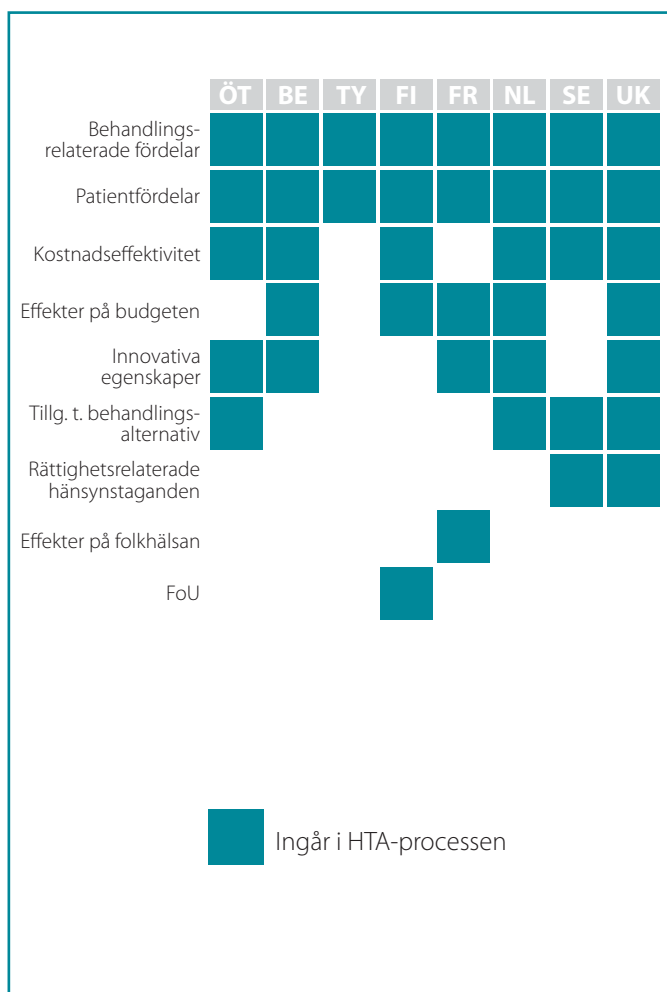 ÖT BE TY FI FR NL SE UK
Behandlings-
relaterade fördelar
Patientfördelar
Kostnadseffektivitet
Effekter på budgeten
Innovativa
egenskaper
Tillg. t. behandlings-
alternativ
Rättighetsrelaterade
hänsynstaganden
Effekter på folkhälsan
FoU
Ingår i HTA-processen